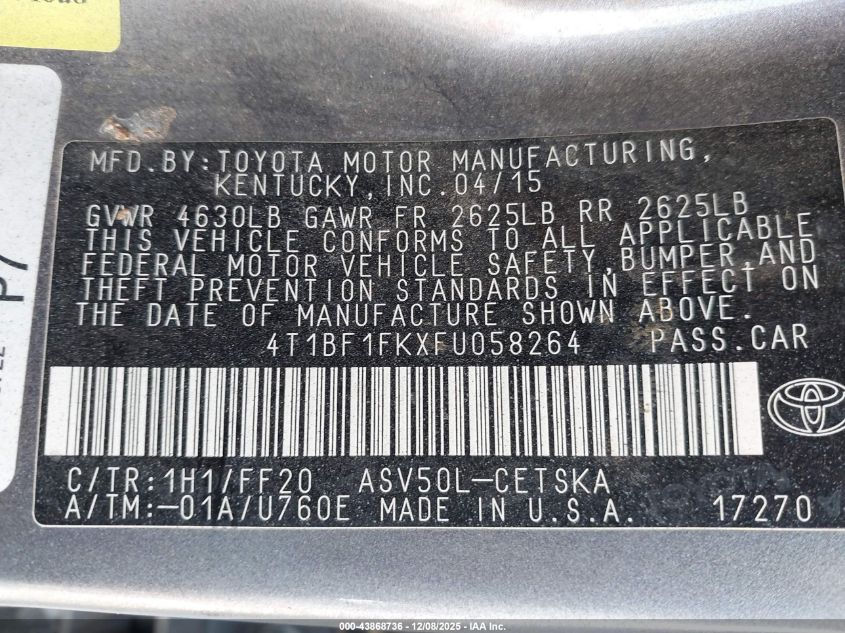 MFD.BY:TOYOTA MOTOR MANUFACTURING,
KENTUCKY,INC.04/15
GVWR 4630LB GAWR FR 2625LB RR 2625LB
THIS VEHICLE CONFORMS TO ALL APPLICABLE
FEDERAL MOTOR VEHICLE SAFETY,BUMPER,AND
THEFT PREVENTION STANDARDS IN EFFECT ON
THE DATE OF MANUFACTURE SHOWN ABOVE.
4T1BF1FKXFU058264 PASS.CAR
C/TR:1H1/FF20 ASV50L-CETSKA
A/TM:-01A/U760E MADE IN U.S.A. 17270
000-43868736 - 12/08/2025 - IAA Inc.